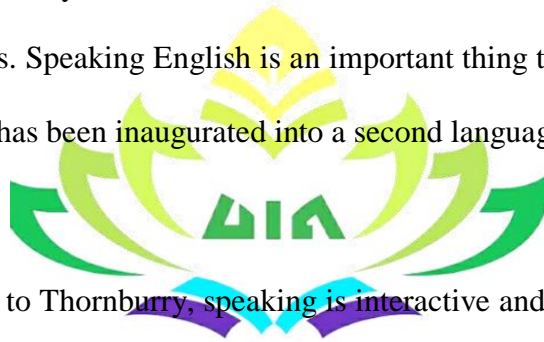 s. Speaking English is an important thing t
has been inaugurated into a second languag
UIN
to Thornburry, speaking is interactive and